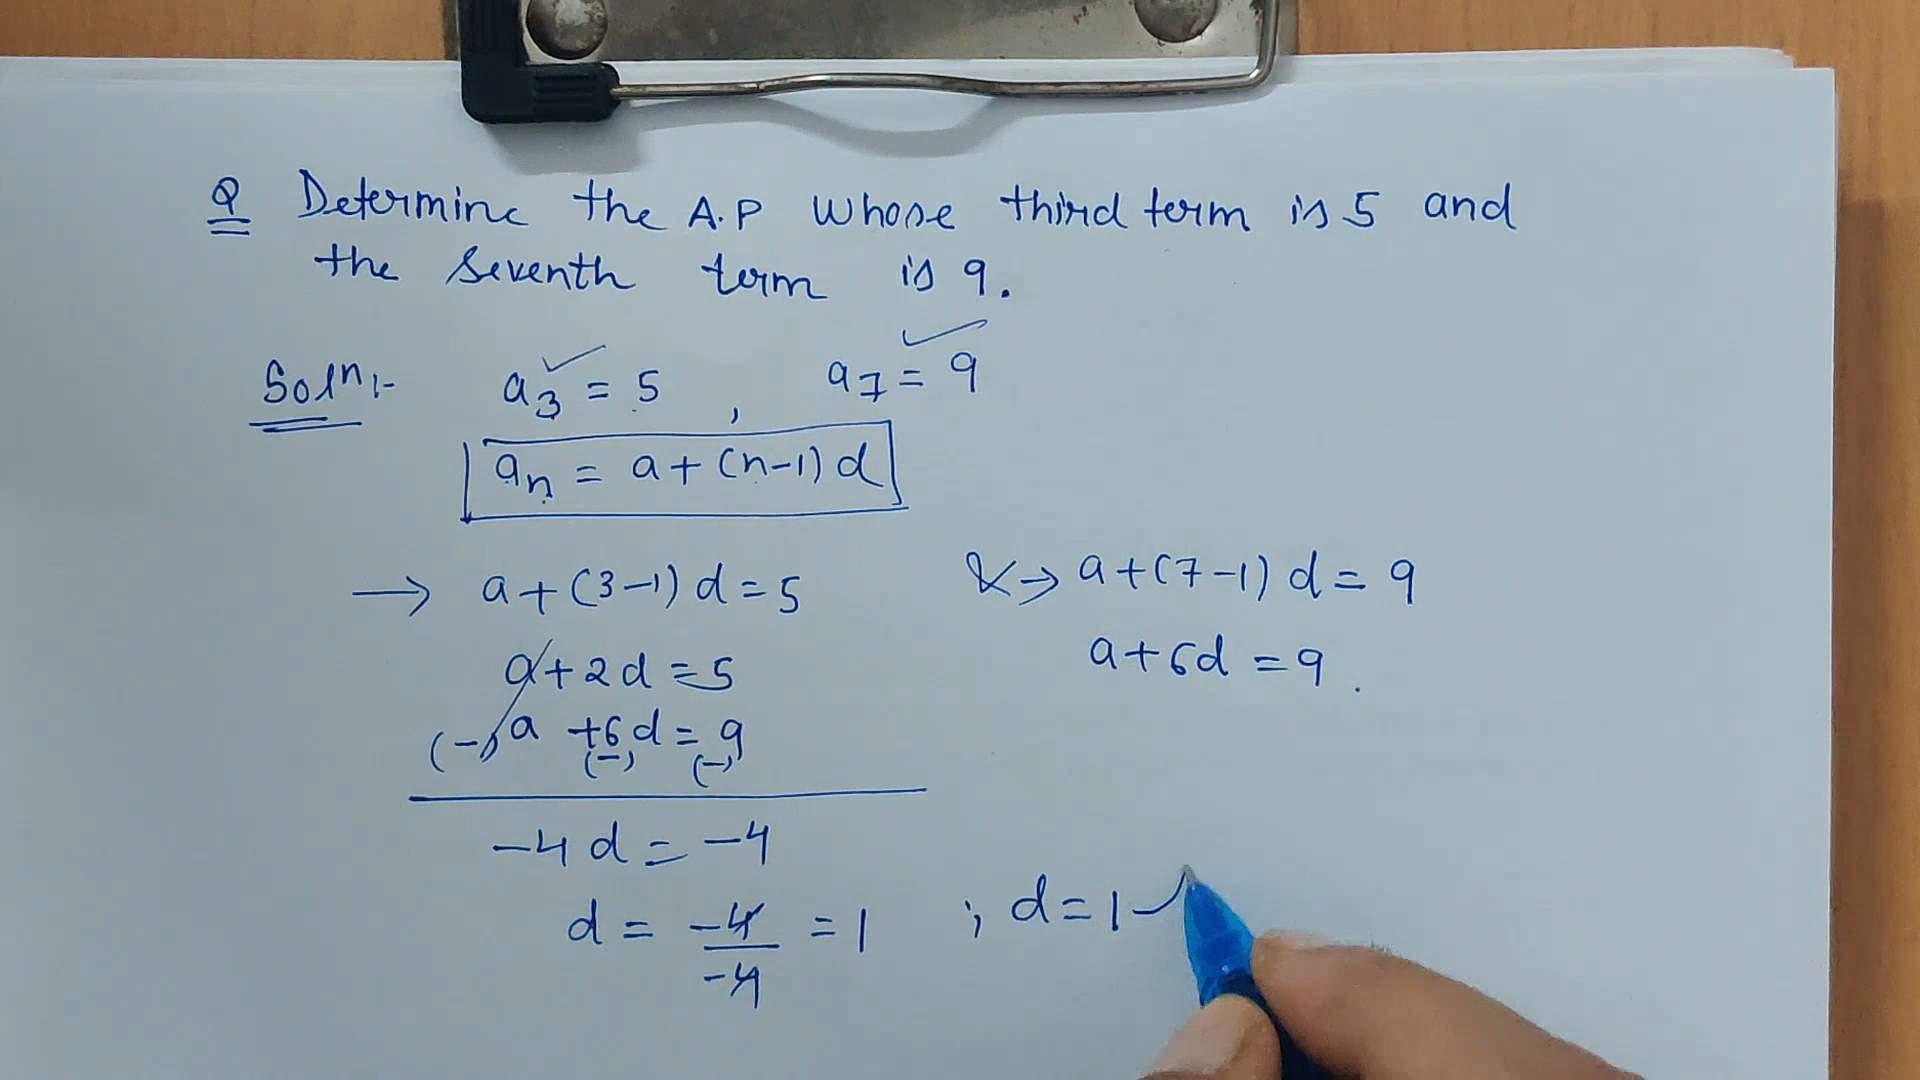 Q Determine the A.P whose third term is 5 and
the seventh term is 9.
Soln:- a₃ = 5 , a₇ = 9
aₙ = a + (n-1) d
→ a + (3-1) d = 5
& → a + (7-1) d = 9
a + 2d = 5
a + 6d = 9.
(-) a + 6d = 9
(-) (-)
-4d = -4
d = -4/-4 = 1 ; d = 1